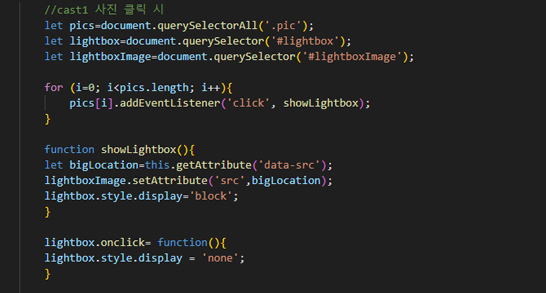 //cast1 사진 클릭 시
let pics=document.querySelectorAll('.pic');
let lightbox=document.querySelector('#lightbox');
let lightboxImage=document.querySelector('#lightboxImage');

for (i=0; i<pics.length; i++){
    pics[i].addEventListener('click', showLightbox);
}

function showLightbox(){
let bigLocation=this.getAttribute('data-src');
lightboxImage.setAttribute('src',bigLocation);
lightbox.style.display='block';
}

lightbox.onclick= function(){
lightbox.style.display = 'none';
}